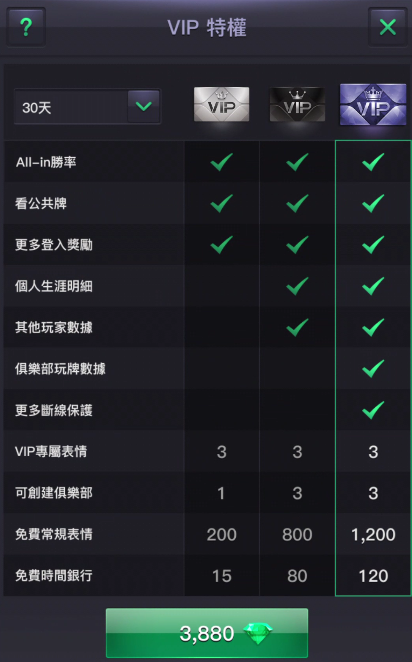 ?
VIP 特權
30天
VIP VIP VIP
All-in勝率
看公共牌
更多登入獎勵
個人生涯明細
其他玩家數據
俱樂部玩牌數據
更多斷線保護
VIP專屬表情 3 3 3
可創建俱樂部 1 3 3
免費常規表情 200 800 1,200
免費時間銀行 15 80 120
3,880